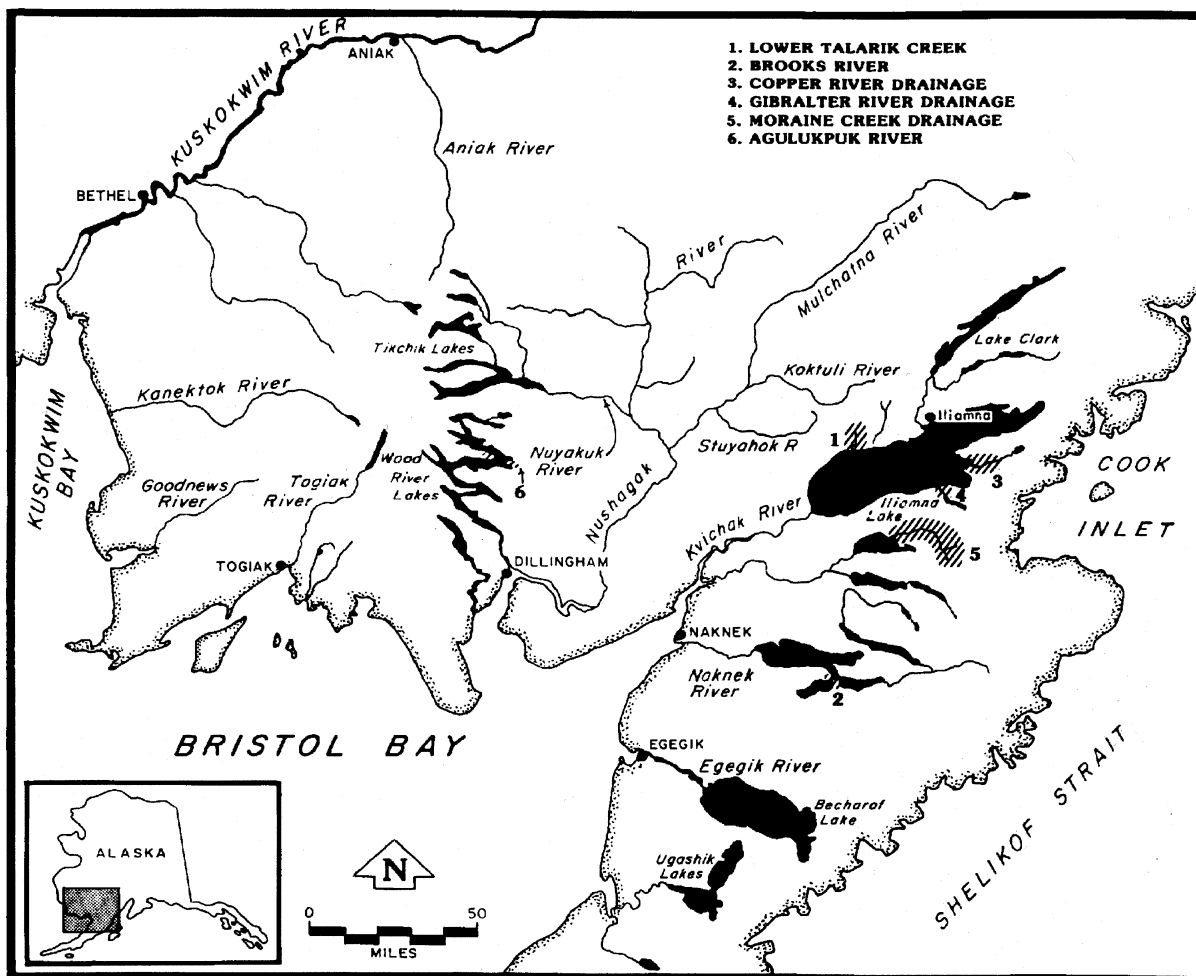 KUSKOKWIM RIVER
ANIAK
1. LOWER TALARIK CREEK
2. BROOKS RIVER
3. COPPER RIVER DRAINAGE
4. GIBRALTER RIVER DRAINAGE
5. MORAINE CREEK DRAINAGE
6. AGULUKPUK RIVER
Aniak River
BETHEL
River
Mulchatna River
Tikchik Lakes
Lake Clark
Kanektok River
Koktuli River
Iliamna
KUSKOKWIM
BAY
Stuyahok R
1
Goodnews
River
Togiak
River
Wood
River
Lakes
6
Nuyakuk
River
Nushagak
3
COOK
INLET
4
Iliamna
Lake
Kvichak River
5
TOGIAK
DILLINGHAM
NAKNEK
Naknek
River
2
BRISTOL BAY
EGEGIK
Egegik River
Becharof
Lake
Ugashik
Lakes
SHELIKOF STRAIT
ALASKA
N
0
50
MILES